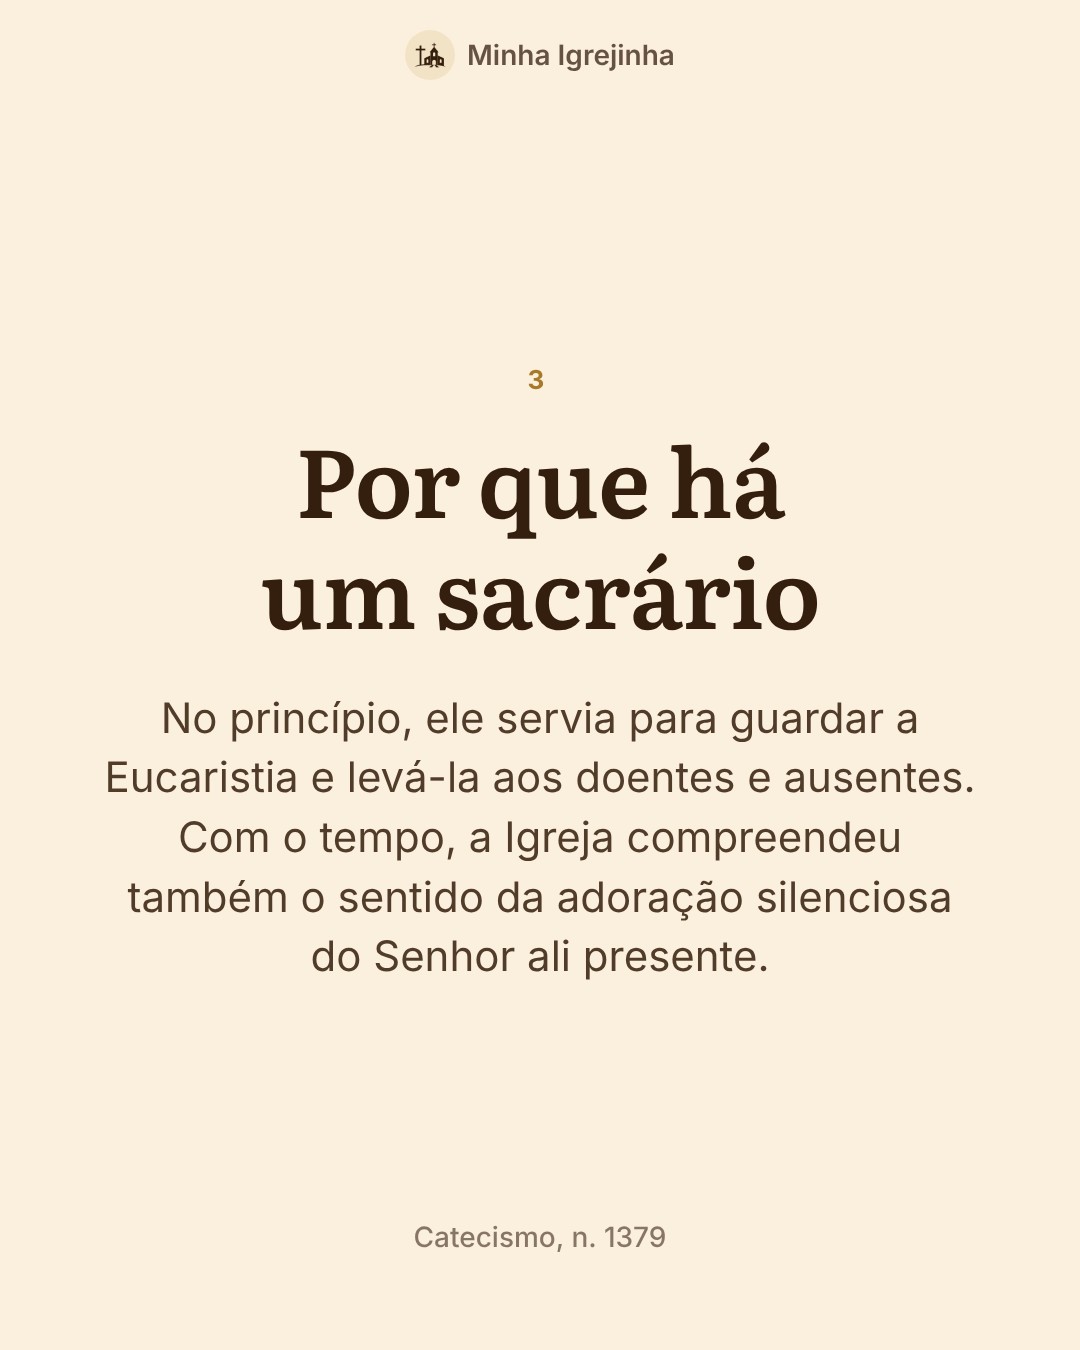 Minha Igrejinha
3
Por que há
um sacrário
No princípio, ele servia para guardar a
Eucaristia e levá-la aos doentes e ausentes.
Com o tempo, a Igreja compreendeu
também o sentido da adoração silenciosa
do Senhor ali presente.
Catecismo, n. 1379